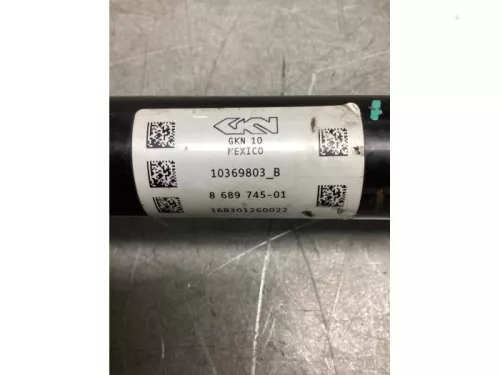 GKN
GKN 10
MEXICO
10369803_B
8 689 745-01
168301260022